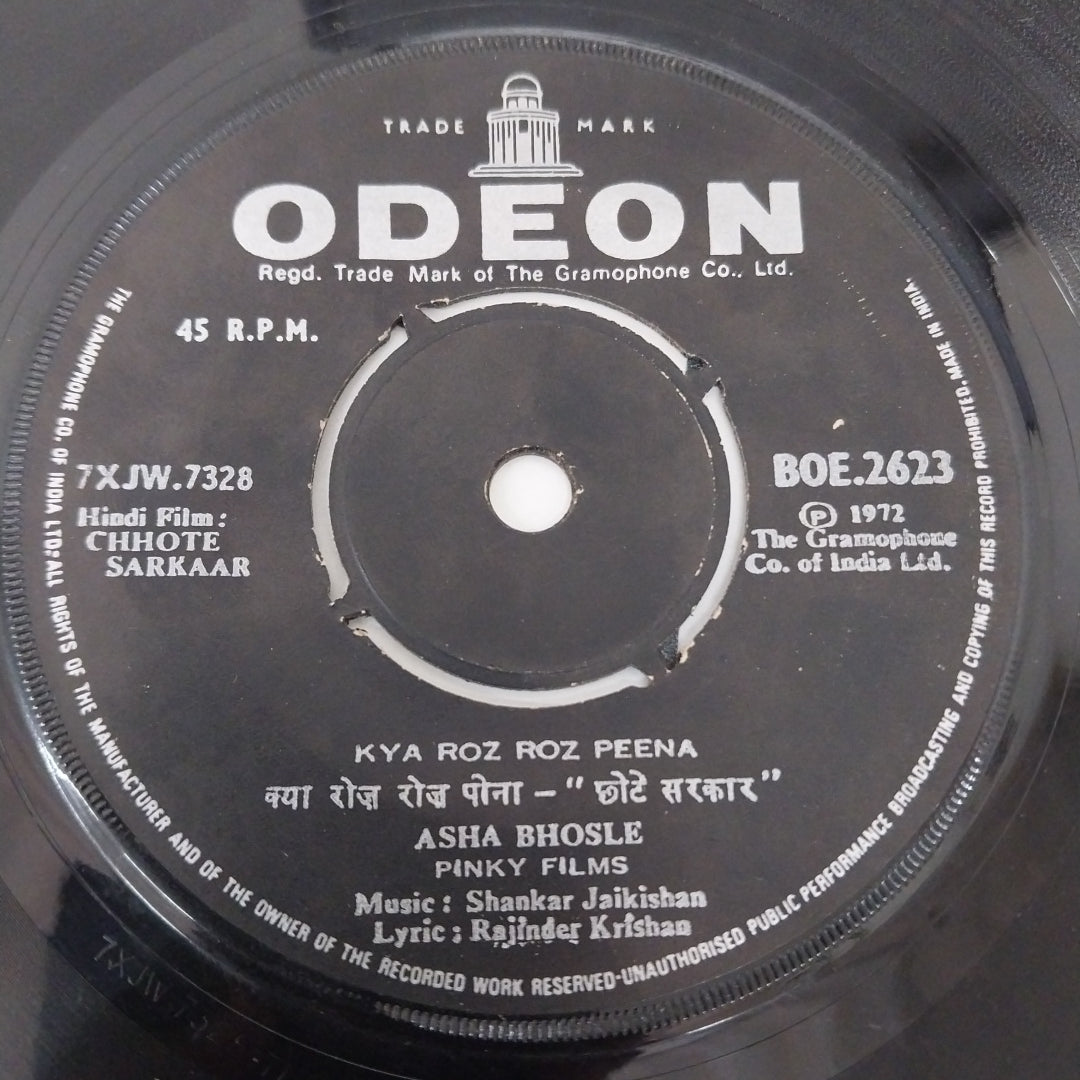 TRADE MARK
ODEON
Regd. Trade Mark of The Gramophone Co., Ltd.
45 R.P.M.
7XJW.7328
Hindi Film:
CHHOTE
SARKAAR
BOE.2623
Ⓟ 1972
The Gramophone
Co. of India Ltd.
KYA ROZ ROZ PEENA
क्या रोज़ रोज़ पीना – "छोटे सरकार"
ASHA BHOSLE
PINKY FILMS
Music: Shankar Jaikishan
Lyric: Rajinder Krishan
THE GRAMOPHONE CO. OF INDIA LTD: ALL RIGHTS OF THE MANUFACTURER AND OF THE OWNER OF THE RECORDED WORK RESERVED-UNAUTHORISED PUBLIC PERFORMANCE BROADCASTING AND COPYING OF THIS RECORD PROHIBITED. MADE IN INDIA.